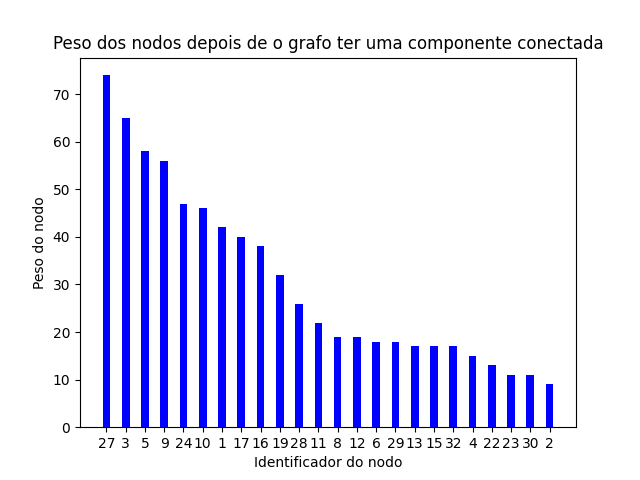 Peso dos nodos depois de o grafo ter uma componente conectada
Peso do nodo
70
60
50
40
30
20
10
0
27 3 5 9 24 10 1 17 16 19 28 11 8 12 6 29 13 15 32 4 22 23 30 2
Identificador do nodo